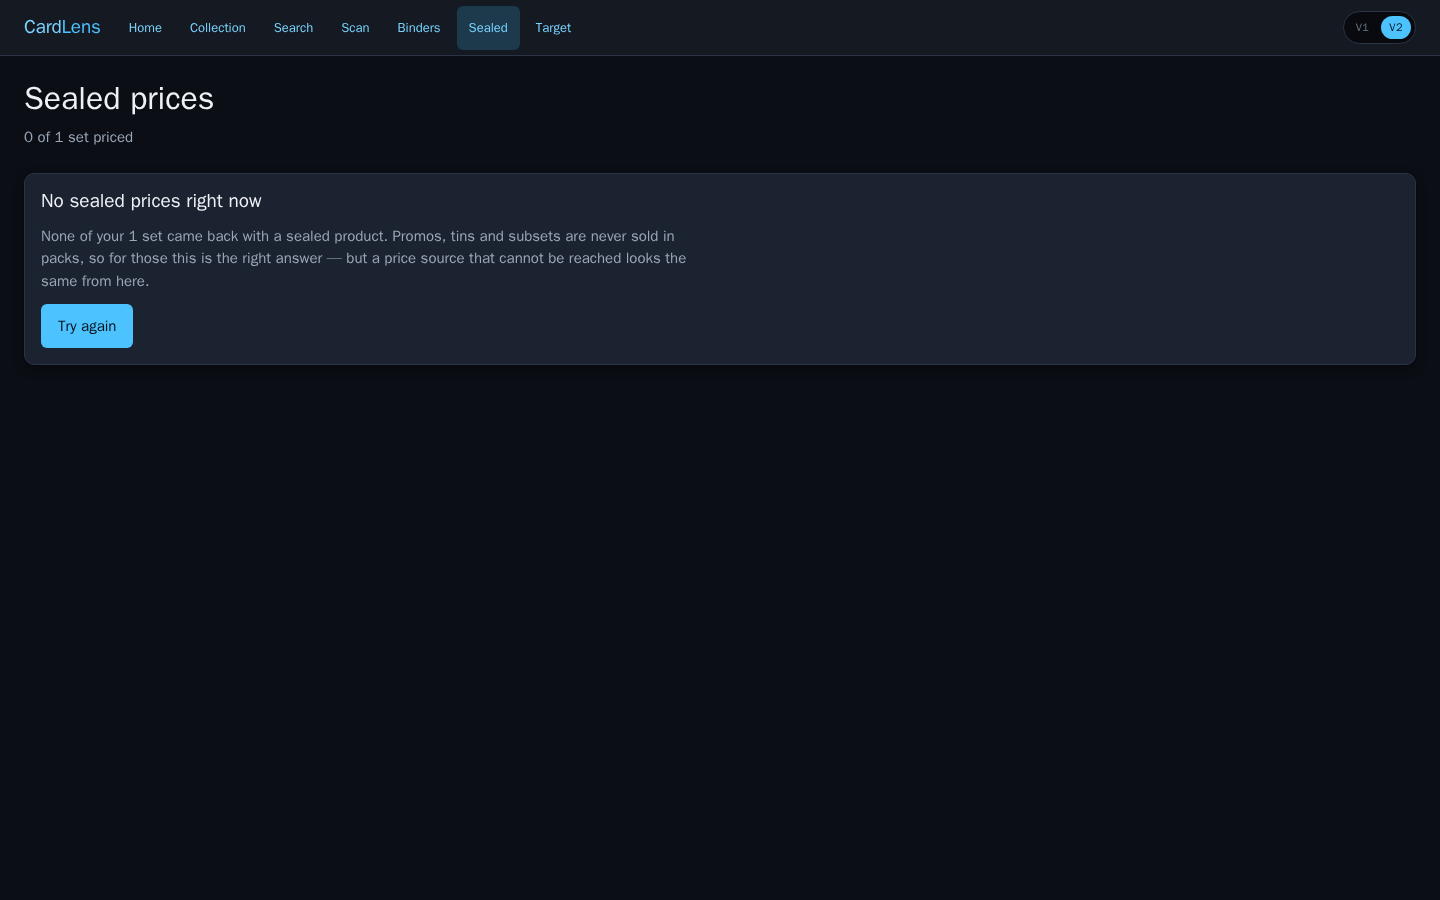 CardLens Home Collection Search Scan Binders Sealed Target V1 V2
Sealed prices
0 of 1 set priced
No sealed prices right now
None of your 1 set came back with a sealed product. Promos, tins and subsets are never sold in
packs, so for those this is the right answer — but a price source that cannot be reached looks the
same from here.
Try again